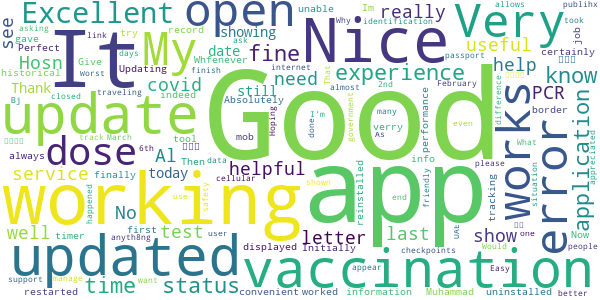 Excellent
open
Nice
Very
see
It
My
showing
really
unable
Why
Im
identification
try
allows
took
publihx
asking
gave
Perfect
link
ask
days
fine
useful
job
Hosn
date
Whfenever
experience
passport
certainly
Updating
record
Give
Worst
historical
Thank
traveling
finish
internet
That
help
know
covid
still
need
2nd
February
PCR
border
Bj
closed
indeed
Absolutely
almost
many
I'm
done
Hoping
government
As
verry
performance
even
difference
update
Good
app
works
error
application
track
March
tool
mob
dose
Al
Then
data
6th
always
finally
today
helpful
cellular
info
reinstalled
friendly
please
What
situation
appreciated
service
working
No
use
safety
shown
end
tracking
Now
well
timer
first
anyth8ng
test
user
letter
last
show
one
people
happened
displayed
Initially
checkpoints
UAE
Would
Easy
updated
vaccination
support
manage
time
status
want
convenient
worked
appear
information
Muhammad
uninstalled
better
restarted